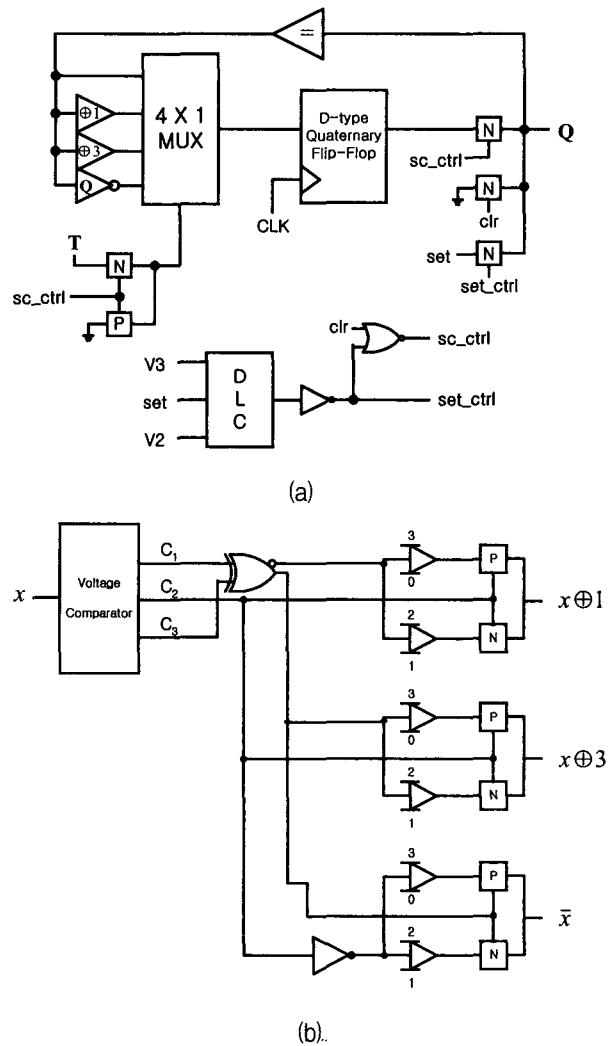 =
⊕1
⊕3
Q
4 X 1
MUX
D-type
Quaternary
Flip-Flop
CLK
N
sc_ctrl
Q
N
clr
set
N
set_ctrl
T
N
sc_ctrl
P
V3
set
V2
D
L
C
clr
sc_ctrl
set_ctrl
(a)
x
Voltage
Comparator
C1
C2
C3
3
0
P
2
1
N
x⊕1
3
0
P
2
1
N
x⊕3
3
0
P
2
1
N
x̄
(b)..